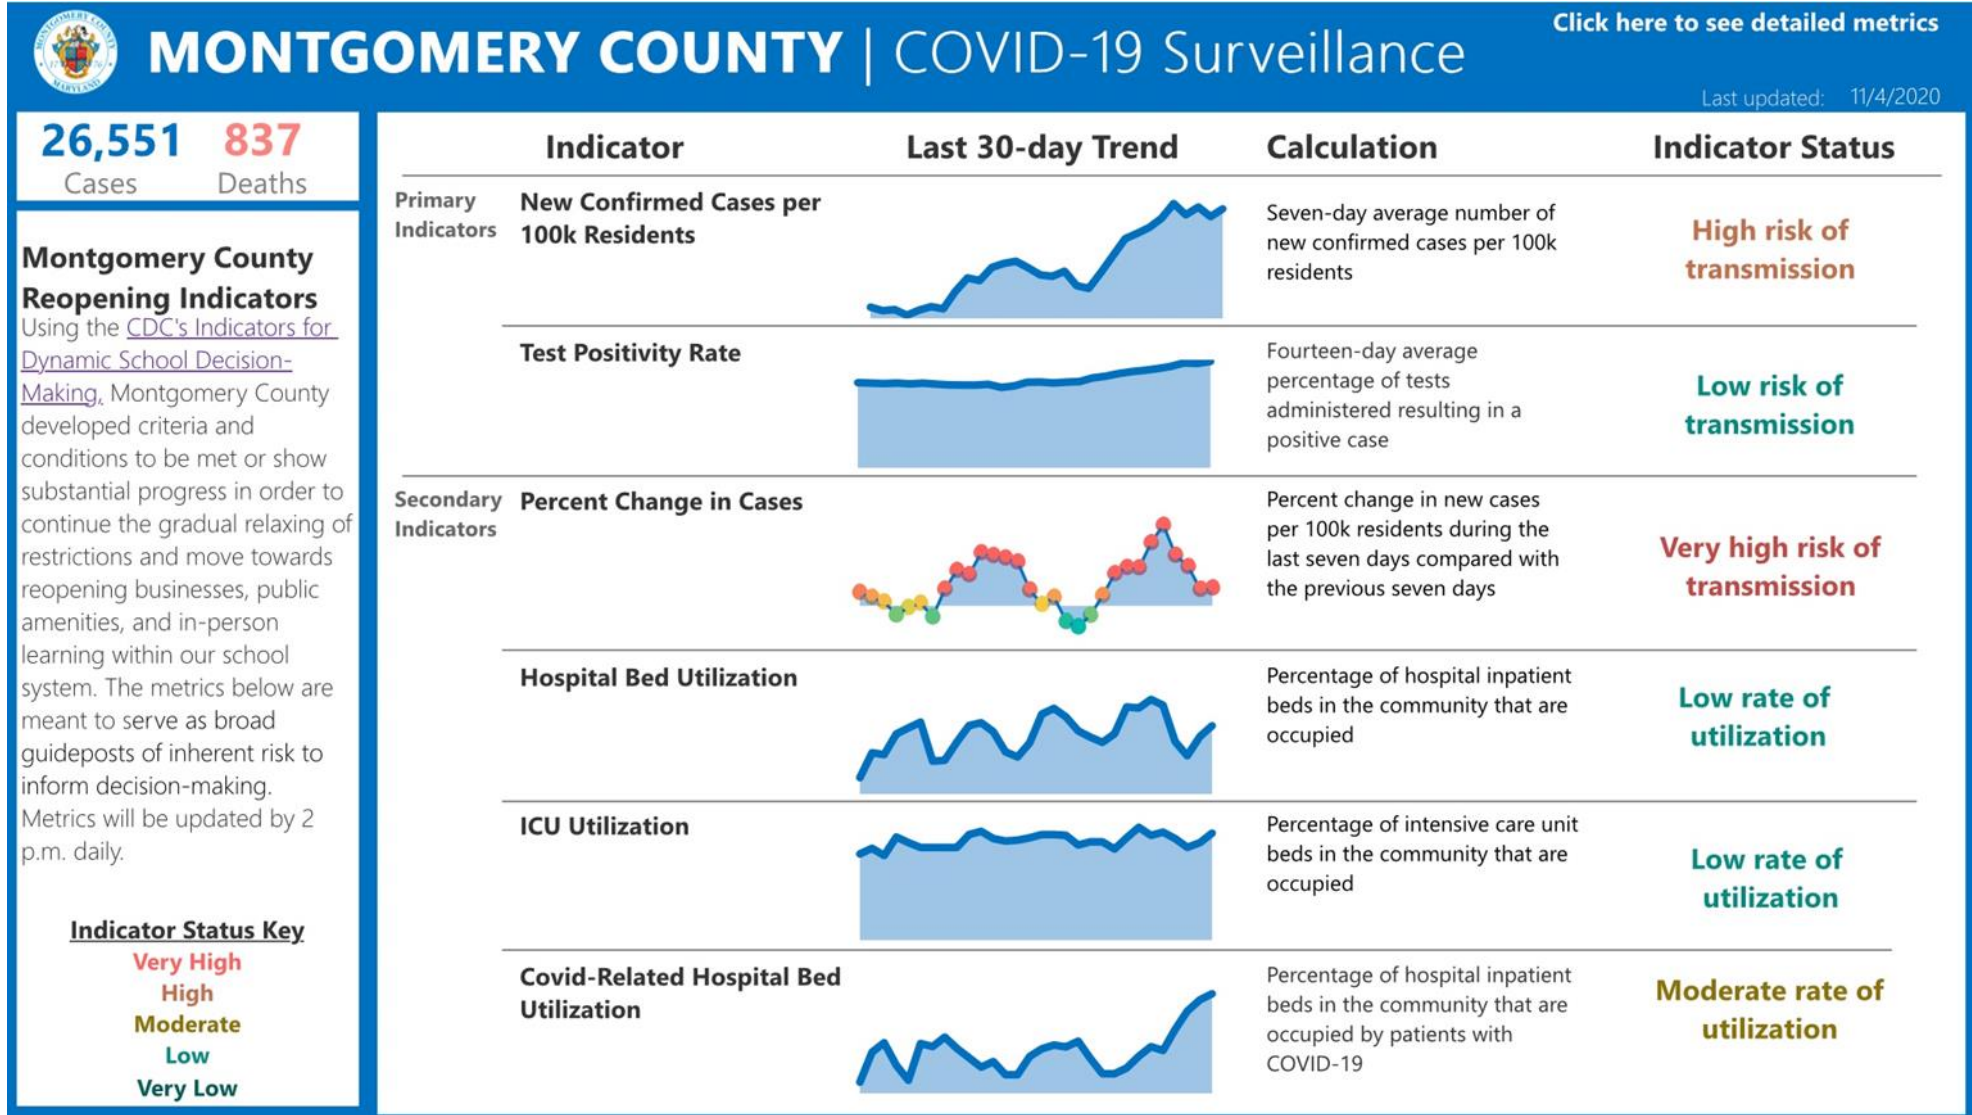 MONTGOMERY COUNTY | COVID-19 Surveillance
Click here to see detailed metrics
Last updated: 11/4/2020
26,551 837
Cases Deaths
Montgomery County
Reopening Indicators
Using the CDC's Indicators for
Dynamic School Decision-
Making, Montgomery County
developed criteria and
conditions to be met or show
substantial progress in order to
continue the gradual relaxing of
restrictions and move towards
reopening businesses, public
amenities, and in-person
learning within our school
system. The metrics below are
meant to serve as broad
guideposts of inherent risk to
inform decision-making.
Metrics will be updated by 2
p.m. daily.
Indicator Status Key
Very High
High
Moderate
Low
Very Low
Indicator Last 30-day Trend Calculation Indicator Status
Primary
Indicators
New Confirmed Cases per
100k Residents
Seven-day average number of
new confirmed cases per 100k
residents
High risk of
transmission
Test Positivity Rate
Fourteen-day average
percentage of tests
administered resulting in a
positive case
Low risk of
transmission
Secondary
Indicators
Percent Change in Cases
Percent change in new cases
per 100k residents during the
last seven days compared with
the previous seven days
Very high risk of
transmission
Hospital Bed Utilization
Percentage of hospital inpatient
beds in the community that are
occupied
Low rate of
utilization
ICU Utilization
Percentage of intensive care unit
beds in the community that are
occupied
Low rate of
utilization
Covid-Related Hospital Bed
Utilization
Percentage of hospital inpatient
beds in the community that are
occupied by patients with
COVID-19
Moderate rate of
utilization